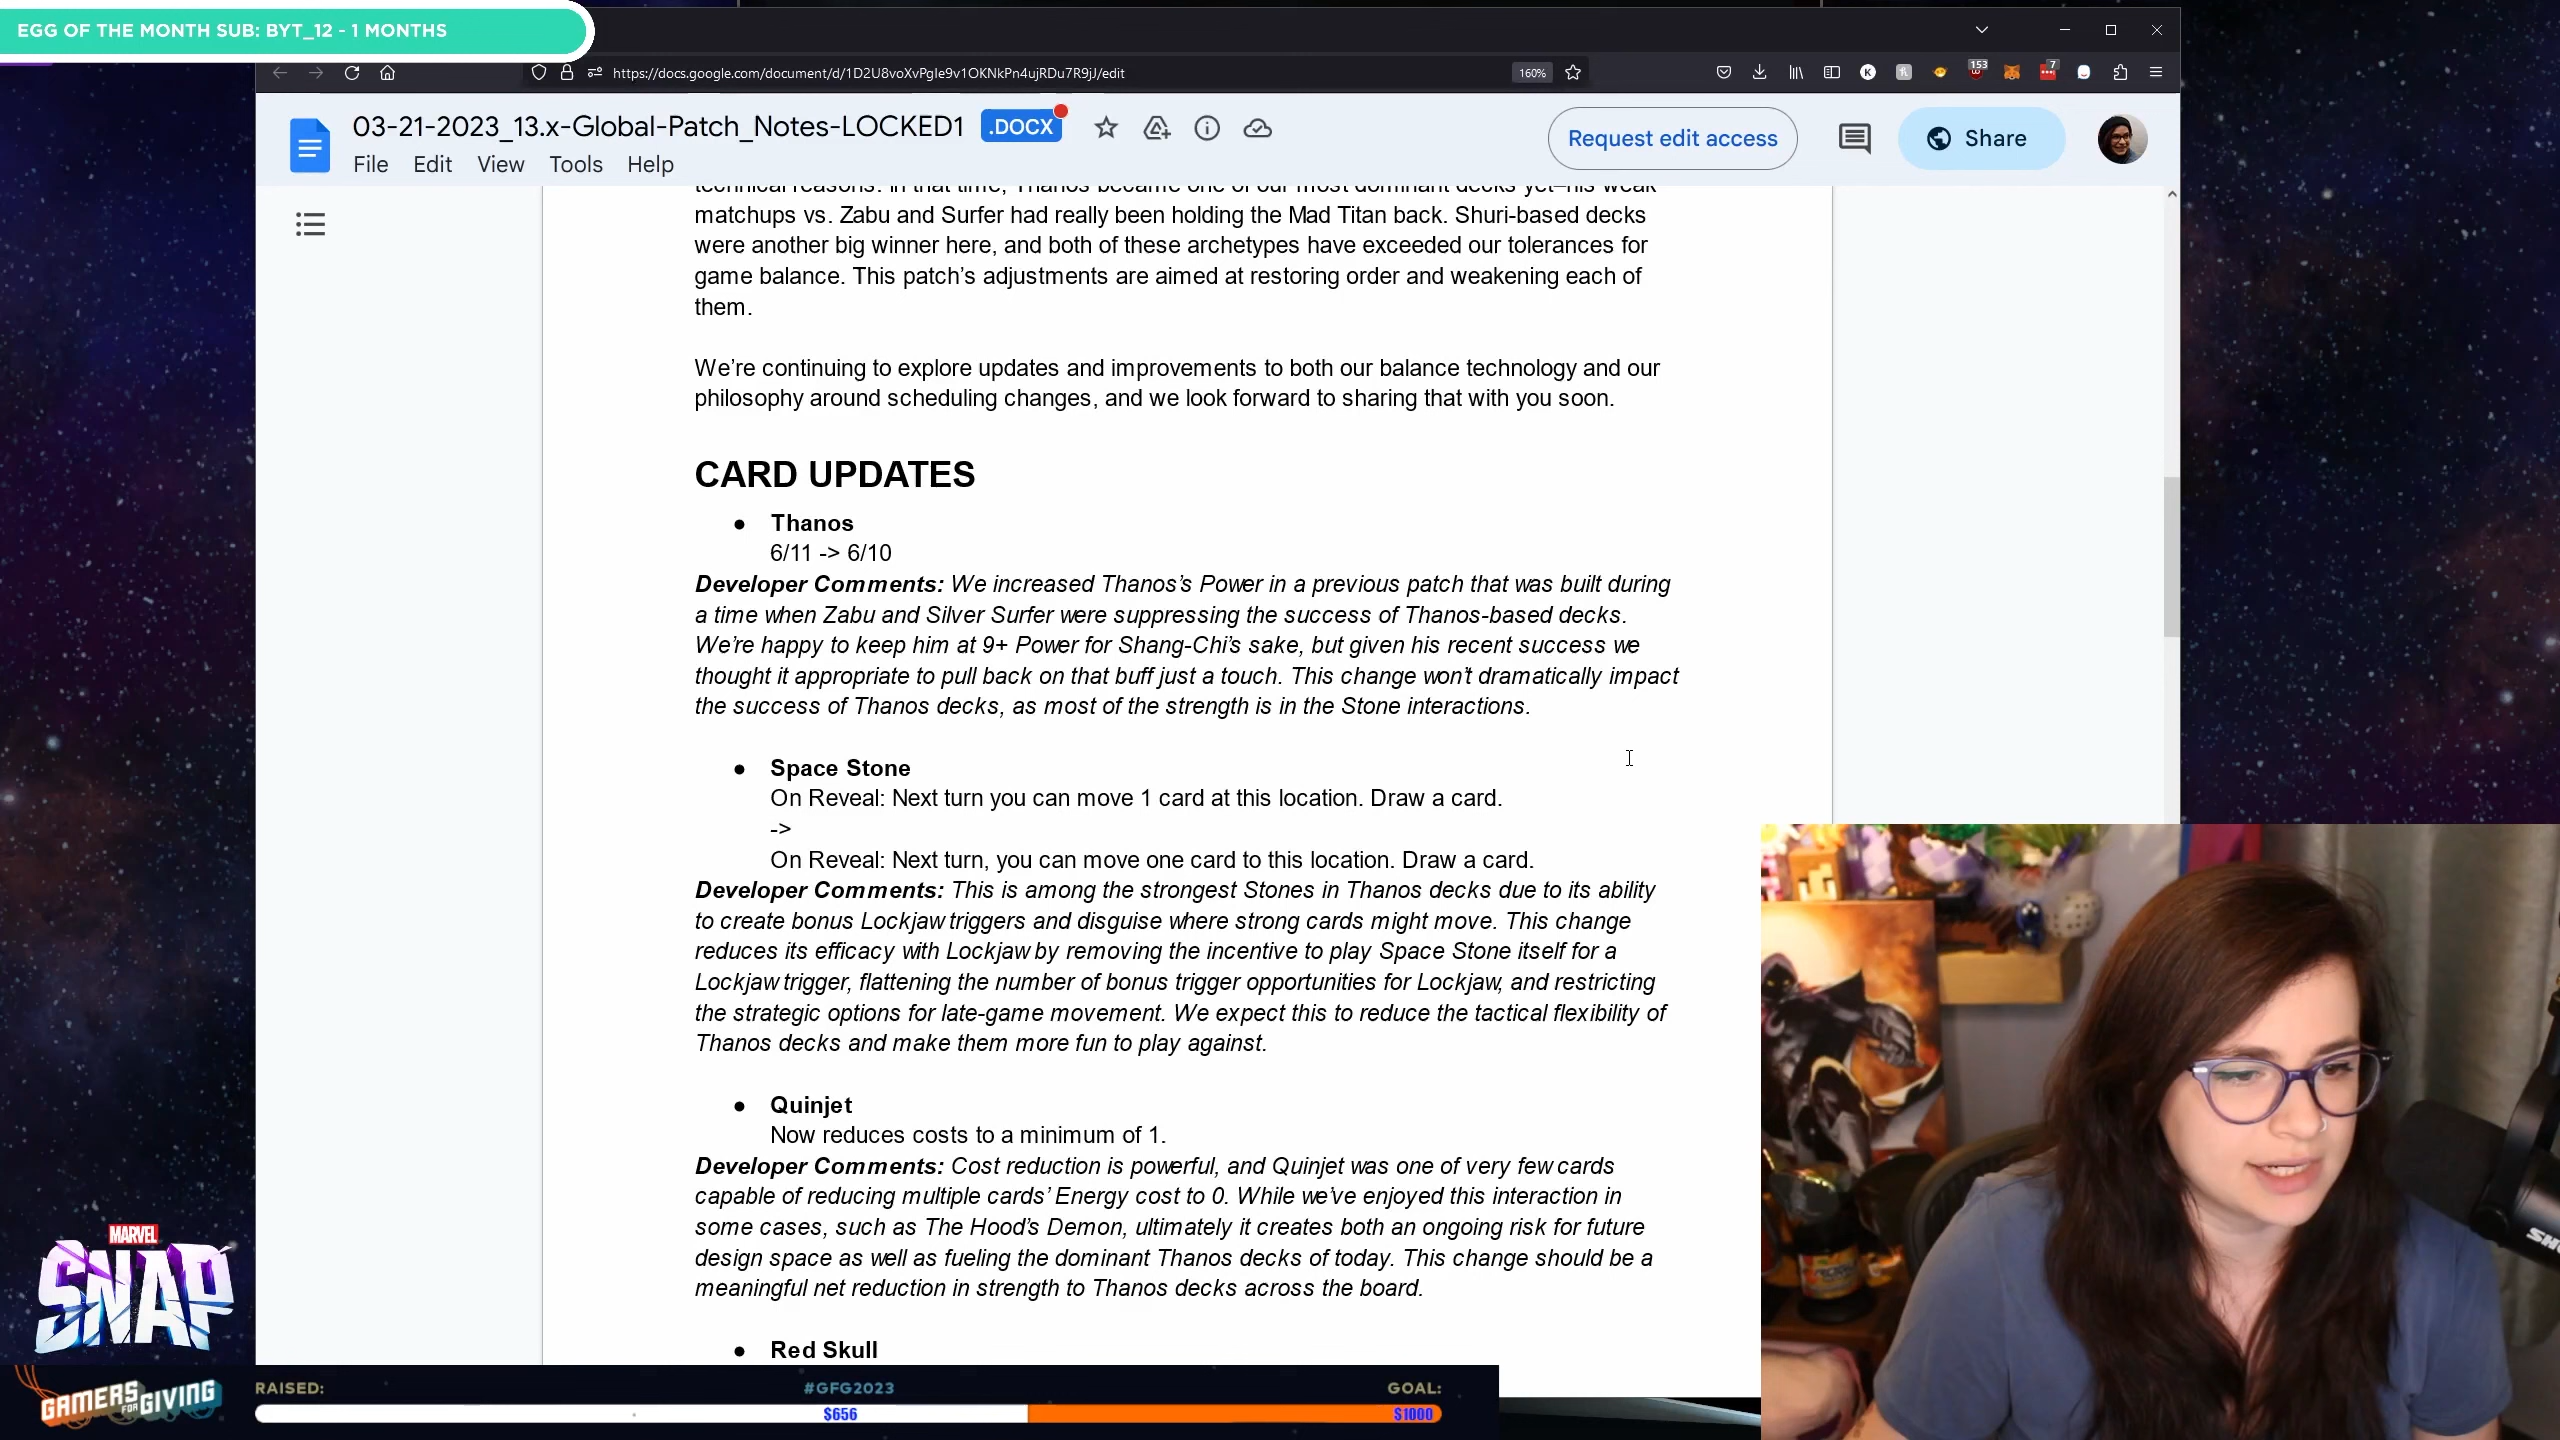 EGG OF THE MONTH SUB: BYT_12 - 1 MONTHS
https://docs.google.com/document/d/1D2U8voXvPgIe9v1OKNkPn4ujRDu7R9jJ/edit
160%
153
7
03-21-2023_13.x-Global-Patch_Notes-LOCKED1
.DOCX
File Edit View Tools Help
Request edit access
Share
technical reasons. In that time, Thanos became one of our most dominant decks yet–his weak
matchups vs. Zabu and Surfer had really been holding the Mad Titan back. Shuri-based decks
were another big winner here, and both of these archetypes have exceeded our tolerances for
game balance. This patch’s adjustments are aimed at restoring order and weakening each of
them.
We’re continuing to explore updates and improvements to both our balance technology and our
philosophy around scheduling changes, and we look forward to sharing that with you soon.
CARD UPDATES
● Thanos
6/11 -> 6/10
Developer Comments: We increased Thanos’s Power in a previous patch that was built during
a time when Zabu and Silver Surfer were suppressing the success of Thanos-based decks.
We’re happy to keep him at 9+ Power for Shang-Chi’s sake, but given his recent success we
thought it appropriate to pull back on that buff just a touch. This change won’t dramatically impact
the success of Thanos decks, as most of the strength is in the Stone interactions.
● Space Stone
On Reveal: Next turn you can move 1 card at this location. Draw a card.
->
On Reveal: Next turn, you can move one card to this location. Draw a card.
Developer Comments: This is among the strongest Stones in Thanos decks due to its ability
to create bonus Lockjaw triggers and disguise where strong cards might move. This change
reduces its efficacy with Lockjaw by removing the incentive to play Space Stone itself for a
Lockjaw trigger, flattening the number of bonus trigger opportunities for Lockjaw, and restricting
the strategic options for late-game movement. We expect this to reduce the tactical flexibility of
Thanos decks and make them more fun to play against.
● Quinjet
Now reduces costs to a minimum of 1.
Developer Comments: Cost reduction is powerful, and Quinjet was one of very few cards
capable of reducing multiple cards’ Energy cost to 0. While we’ve enjoyed this interaction in
some cases, such as The Hood’s Demon, ultimately it creates both an ongoing risk for future
design space as well as fueling the dominant Thanos decks of today. This change should be a
meaningful net reduction in strength to Thanos decks across the board.
● Red Skull
MARVEL
SNAP
GAMERS
FOR
GIVING
RAISED:
#GFG2023
GOAL:
$656
$1000